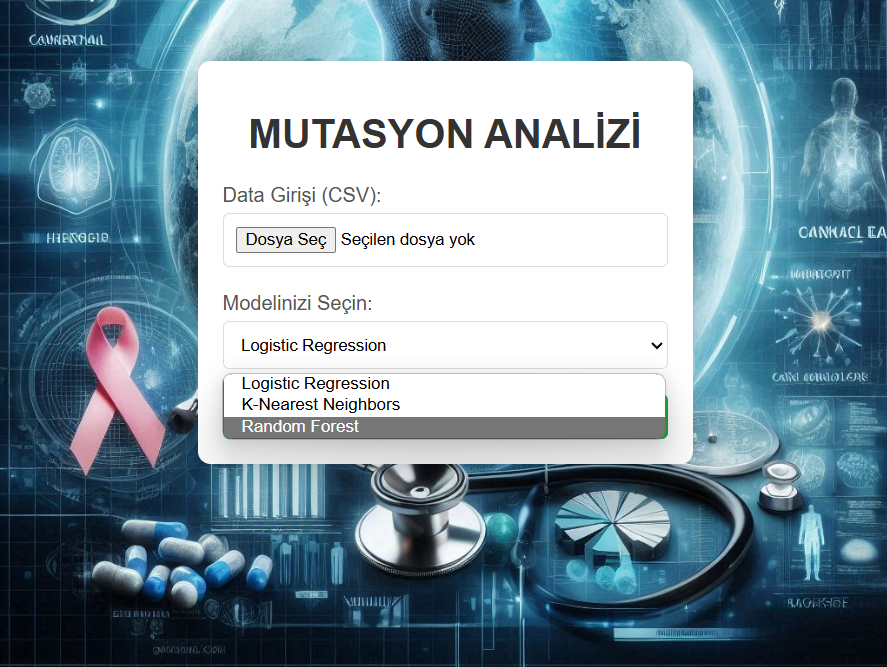 MUTASYON ANALİZİ
Data Girişi (CSV):
Dosya Seç Seçilen dosya yok
Modelinizi Seçin:
Logistic Regression
Logistic Regression
K-Nearest Neighbors
Random Forest